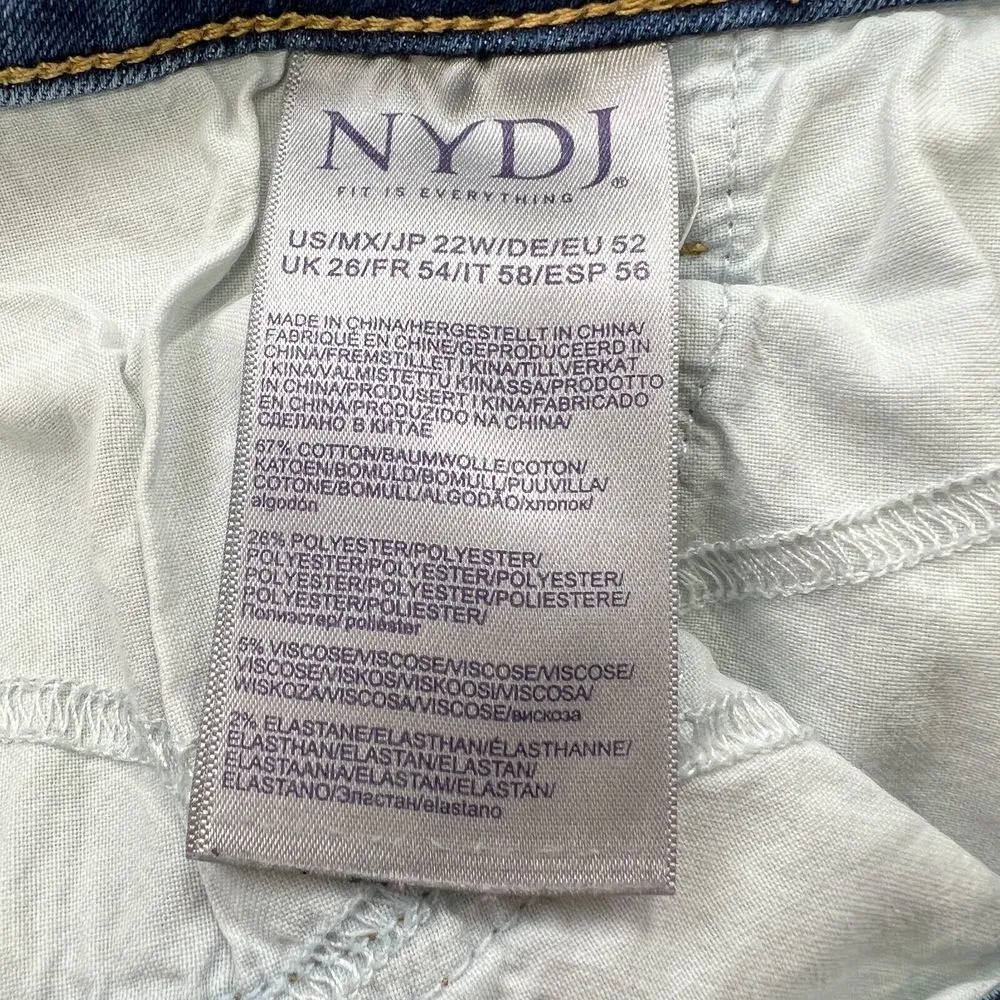 NYDJ®
FIT IS EVERYTHING
US/MX/JP 22W/DE/EU 52
UK 26/FR 54/IT 58/ESP 56
MADE IN CHINA/HERGESTELLT IN CHINA/
FABRIQUÉ EN CHINE/GEPRODUCEERD IN
CHINA/FREMSTILLET I KINA/TILLVERKAT
I KINA/VALMISTETTU KIINASSA/PRODOTTO
IN CHINA/PRODUSERT I KINA/FABRICADO
EN CHINA/PRODUZIDO NA CHINA/
СДЕЛАНО В КИТАЕ
67% COTTON/BAUMWOLLE/COTON/
KATOEN/BOMULD/BOMULL/PUUVILLA/
COTONE/BOMULL/ALGODÃO/хлопок/
algodón
26% POLYESTER/POLYESTER/
POLYESTER/POLYESTER/POLYESTER/
POLYESTER/POLYESTER/POLIESTERE/
POLYESTER/POLIESTER/
Полиэстер/poliéster
5% VISCOSE/VISCOSE/VISCOSE/VISCOSE/
VISCOSE/VISKOS/VISKOOSI/VISCOSA/
WISKOZA/VISCOSA/VISCOSE/вискоза
2% ELASTANE/ELASTHAN/ÉLASTHANNE/
ELASTHAN/ELASTAN/ELASTAN/
ELASTAANIA/ELASTAM/ELASTAN/
ELASTANO/Эластан/elastano